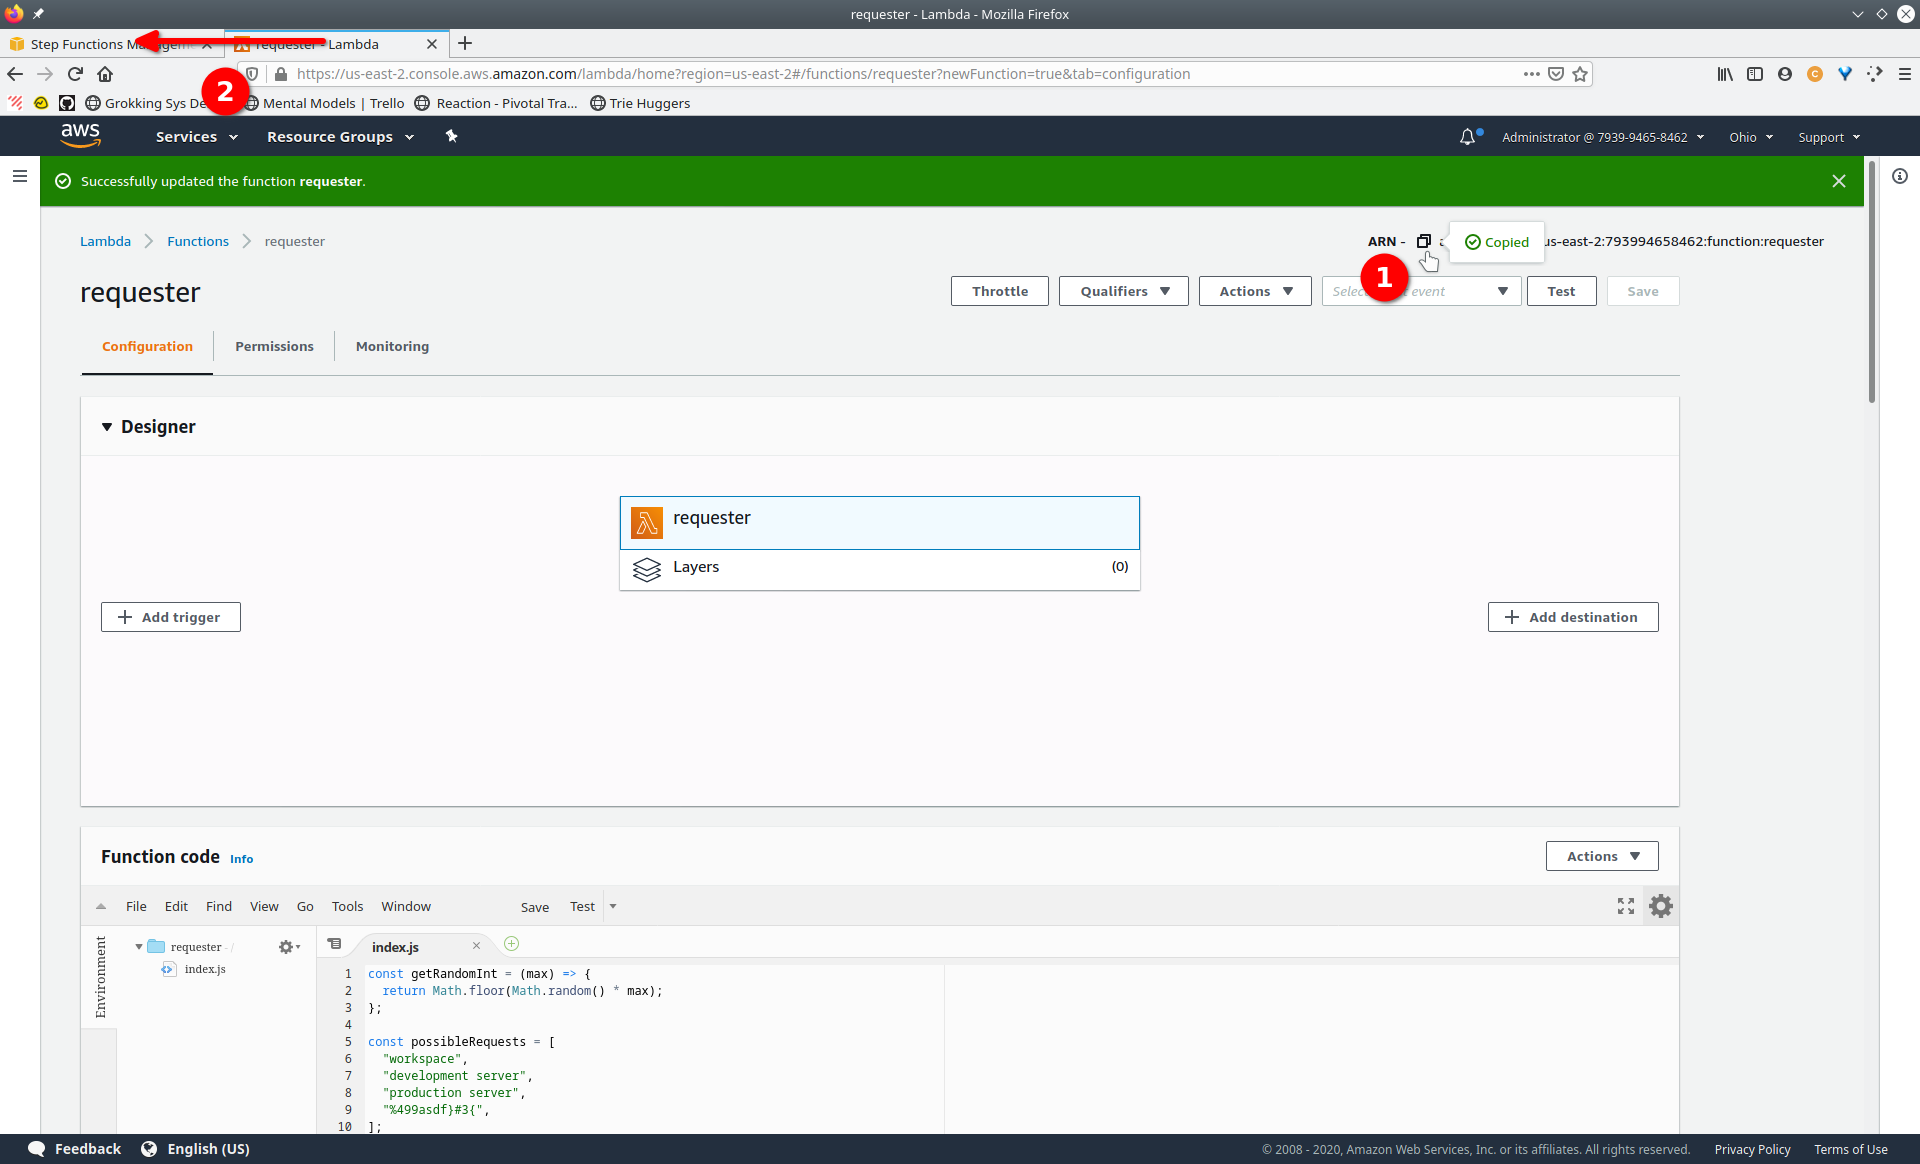 requester - Lambda - Mozilla Firefox
Step Functions
requester - Lambda
https://us-east-2.console.aws.amazon.com/lambda/home?region=us-east-2#/functions/requester?newFunction=true&tab=configuration
2
Grokking Sys
Mental Models | Trello
Reaction - Pivotal Tra...
Trie Huggers
aws
Services
Resource Groups
Administrator @ 7939-9465-8462
Ohio
Support
Successfully updated the function requester.
Lambda
Functions
requester
ARN -
Copied
us-east-2:793994658462:function:requester
1
requester
Throttle
Qualifiers
Actions
event
Test
Save
Configuration
Permissions
Monitoring
Designer
requester
Layers
(0)
Add trigger
Add destination
Function code
Info
Actions
File
Edit
Find
View
Go
Tools
Window
Save
Test
Environment
requester - /
index.js
index.js
1 const getRandomInt = (max) => {
2 return Math.floor(Math.random() * max);
3 };
4
5 const possibleRequests = [
6 "workspace",
7 "development server",
8 "production server",
9 "%499asdf}#3{",
10 ];
Feedback
English (US)
© 2008 - 2020, Amazon Web Services, Inc. or its affiliates. All rights reserved.
Privacy Policy
Terms of Use